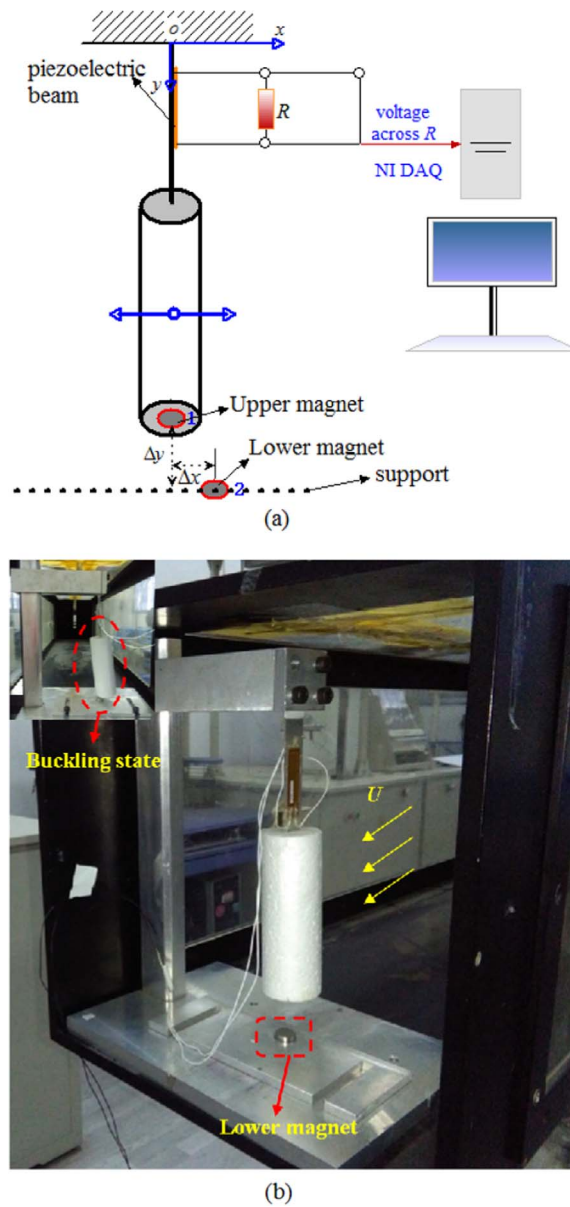 o
x
piezoelectric
beam
y
R
voltage
across R
NI DAQ
Upper magnet
1
Δy
Lower magnet
Δx
2
support
(a)
Buckling state
U
Lower magnet
(b)